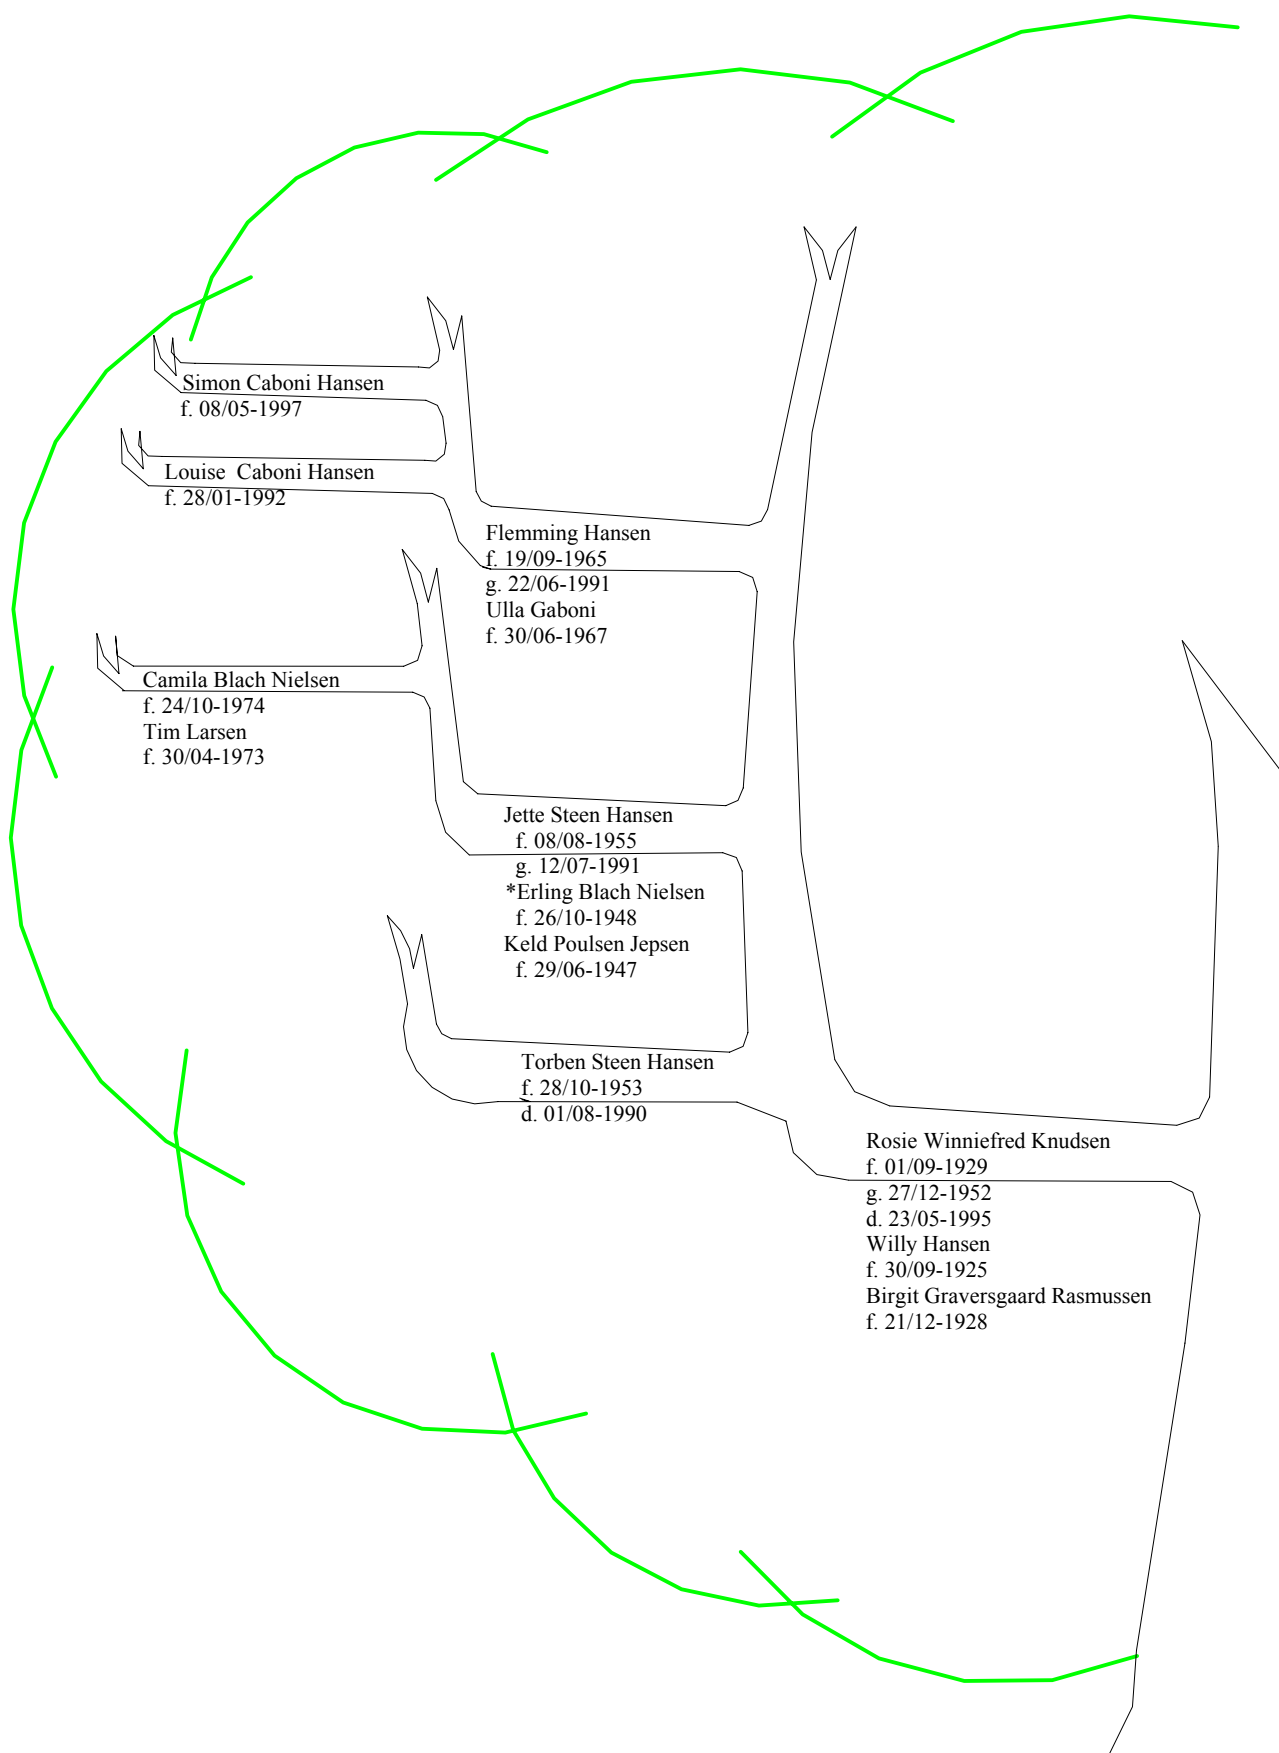 Simon Caboni Hansen
f. 08/05-1997
Louise  Caboni Hansen
f. 28/01-1992
Flemming Hansen
f. 19/09-1965
g. 22/06-1991
Ulla Gaboni
f. 30/06-1967
Camila Blach Nielsen
f. 24/10-1974
Tim Larsen
f. 30/04-1973
Jette Steen Hansen
f. 08/08-1955
g. 12/07-1991
*Erling Blach Nielsen
f. 26/10-1948
Keld Poulsen Jepsen
f. 29/06-1947
Torben Steen Hansen
f. 28/10-1953
d. 01/08-1990
Rosie Winniefred Knudsen
f. 01/09-1929
g. 27/12-1952
d. 23/05-1995
Willy Hansen
f. 30/09-1925
Birgit Graversgaard Rasmussen
f. 21/12-1928